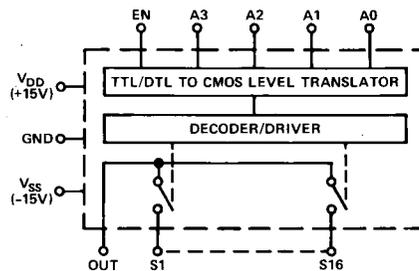 EN A3 A2 A1 A0
TTL/DTL TO CMOS LEVEL TRANSLATOR
VDD
(+15V)
DECODER/DRIVER
GND
VSS
(-15V)
OUT S1 S16